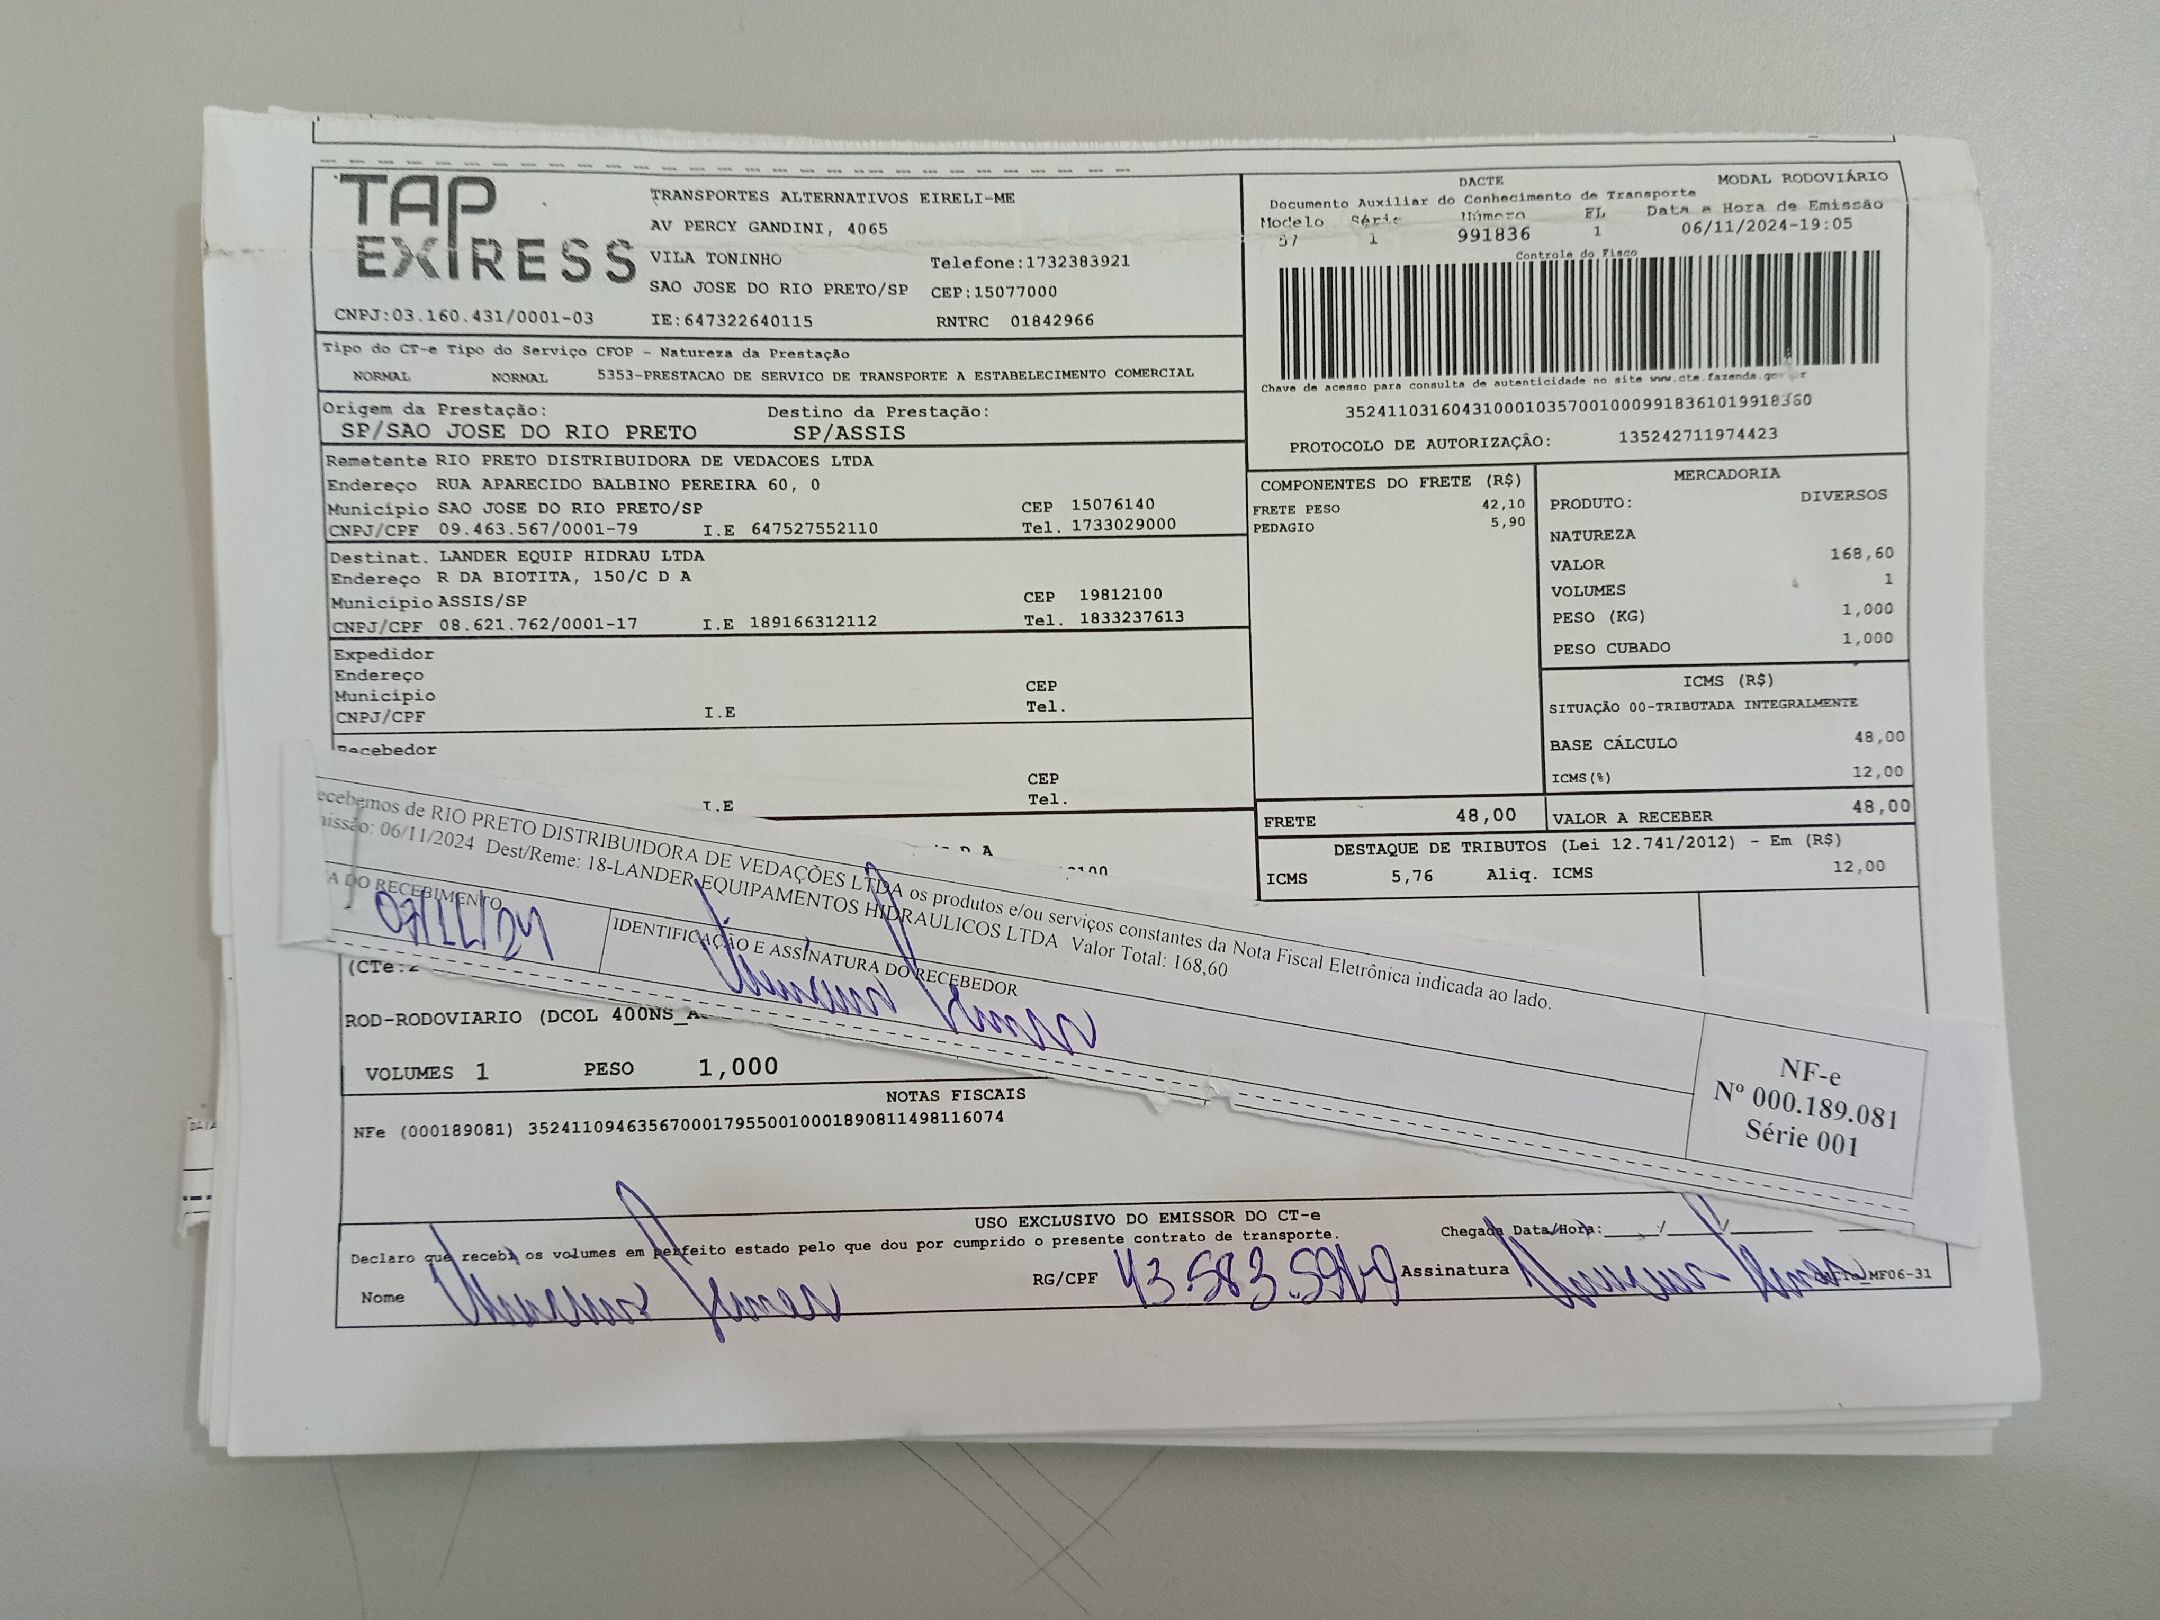 TAP EXPRESS
TRANSPORTES ALTERNATIVOS EIRELI-ME
AV PERCY GANDINI, 4065
VILA TONINHO Telefone:1732383921
SAO JOSE DO RIO PRETO/SP CEP:15077000
CNPJ:03.160.431/0001-03 IE:647322640115 RNTRC 01842966
DACTE MODAL RODOVIÁRIO
Documento Auxiliar do Conhecimento de Transporte
Modelo Série Número FL Data e Hora de Emissão
57 1 991836 1 06/11/2024-19:05
Controle do Fisco
Chave de acesso para consulta de autenticidade no site www.cte.fazenda.gov.br
35241103160431000103570010009918361019918360
PROTOCOLO DE AUTORIZAÇÃO: 135242711974423
Tipo do CT-e Tipo do Serviço CFOP - Natureza da Prestação
NORMAL NORMAL 5353-PRESTACAO DE SERVICO DE TRANSPORTE A ESTABELECIMENTO COMERCIAL
Origem da Prestação: Destino da Prestação:
SP/SAO JOSE DO RIO PRETO SP/ASSIS
Remetente RIO PRETO DISTRIBUIDORA DE VEDACOES LTDA
Endereço RUA APARECIDO BALBINO PEREIRA 60, 0
Município SAO JOSE DO RIO PRETO/SP CEP 15076140
CNPJ/CPF 09.463.567/0001-79 I.E 647527552110 Tel. 1733029000
Destinat. LANDER EQUIP HIDRAU LTDA
Endereço R DA BIOTITA, 150/C D A
Município ASSIS/SP CEP 19812100
CNPJ/CPF 08.621.762/0001-17 I.E 189166312112 Tel. 1833237613
Expedidor
Endereço
Município CEP
CNPJ/CPF I.E Tel.
Recebedor
CEP
I.E Tel.
COMPONENTES DO FRETE (R$)
FRETE PESO 42,10
PEDAGIO 5,90
MERCADORIA
PRODUTO: DIVERSOS
NATUREZA
VALOR 168,60
VOLUMES 1
PESO (KG) 1,000
PESO CUBADO 1,000
ICMS (R$)
SITUAÇÃO 00-TRIBUTADA INTEGRALMENTE
BASE CÁLCULO 48,00
ICMS(%) 12,00
FRETE 48,00 VALOR A RECEBER 48,00
DESTAQUE DE TRIBUTOS (Lei 12.741/2012) - Em (R$)
ICMS 5,76 Aliq. ICMS 12,00
ecebemos de RIO PRETO DISTRIBUIDORA DE VEDAÇÕES LTDA os produtos e/ou serviços constantes da Nota Fiscal Eletrônica indicada ao lado.
issão: 06/11/2024 Dest/Reme: 18-LANDER EQUIPAMENTOS HIDRAULICOS LTDA Valor Total: 168,60
A DO RECEBIMENTO IDENTIFICAÇÃO E ASSINATURA DO RECEBEDOR
07/11/24
NF-e
Nº 000.189.081
Série 001
(CTe:
ROD-RODOVIARIO (DCOL 400NS_A
VOLUMES 1 PESO 1,000
NOTAS FISCAIS
NFe (000189081) 35241109463567000179550010001890811498116074
USO EXCLUSIVO DO EMISSOR DO CT-e
Declaro que recebi os volumes em perfeito estado pelo que dou por cumprido o presente contrato de transporte. Chegada Data/Hora:
Nome RG/CPF Assinatura MF06-31